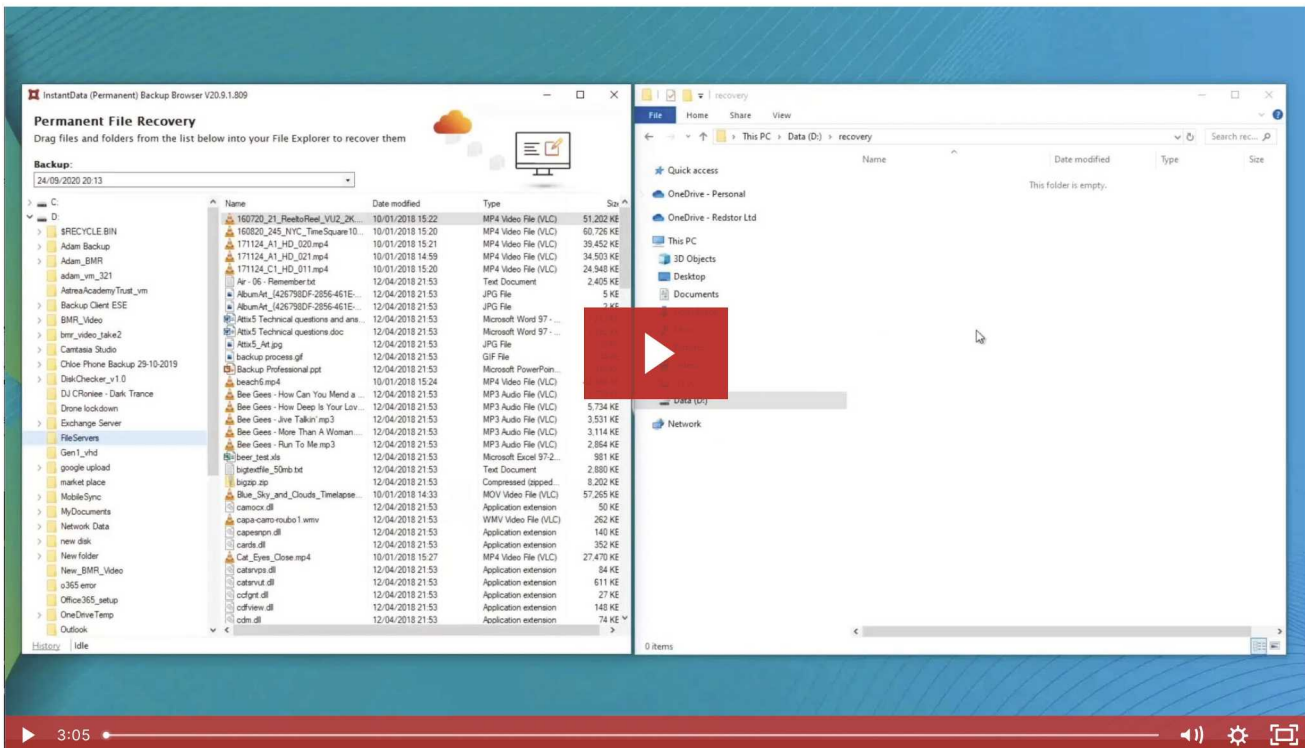 InstantData (Permanent) Backup Browser V20.9.1.809
Permanent File Recovery
Drag files and folders from the list below into your File Explorer to recover them
Backup:
24/09/2020 20:13
C:
D:
$RECYCLE.BIN
Adam Backup
Adam_BMR
adam_vm_321
AstreaAcademyTrust_vm
Backup Client ESE
BMR_Video
bmr_video_take2
Camtasia Studio
Chloe Phone Backup 29-10-2019
DiskChecker_v1.0
DJ CRoniee - Dark Trance
Drone lockdown
Exchange Server
FileServers
Gen1_vhd
google upload
market place
MobileSync
MyDocuments
Network Data
new disk
New folder
New_BMR_Video
o365 error
Office365_setup
OneDriveTemp
Outlook
Name Date modified Type Size
160720_21_ReeltoReel_VU2_2K... 10/01/2018 15:22 MP4 Video File (VLC) 51,202 KB
160820_245_NYC_TimeSquare10... 10/01/2018 15:20 MP4 Video File (VLC) 60,726 KB
171124_A1_HD_020.mp4 10/01/2018 15:21 MP4 Video File (VLC) 39,452 KB
171124_A1_HD_021.mp4 10/01/2018 14:59 MP4 Video File (VLC) 34,503 KB
171124_C1_HD_011.mp4 10/01/2018 15:20 MP4 Video File (VLC) 24,948 KB
Air - 06 - Remember.txt 12/04/2018 21:53 Text Document 2,405 KB
AlbumArt_{426798DF-2856-461E-... 12/04/2018 21:53 JPG File 5 KB
AlbumArt_{426798DF-2856-461E-... 12/04/2018 21:53 JPG File 2 KB
Attix5 Technical questions and ans... 12/04/2018 21:53 Microsoft Word 97 - ...
Attix5 Technical questions.doc 12/04/2018 21:53 Microsoft Word 97 - ...
Attix5_Art.jpg 12/04/2018 21:53 JPG File
backup process.gif 12/04/2018 21:53 GIF File
Backup Professional.ppt 12/04/2018 21:53 Microsoft PowerPoin...
beach6.mp4 10/01/2018 15:24 MP4 Video File (VLC)
Bee Gees - How Can You Mend a ... 12/04/2018 21:53 MP3 Audio File (VLC)
Bee Gees - How Deep Is Your Lov... 12/04/2018 21:53 MP3 Audio File (VLC) 5,734 KB
Bee Gees - Jive Talkin'.mp3 12/04/2018 21:53 MP3 Audio File (VLC) 3,531 KB
Bee Gees - More Than A Woman... 12/04/2018 21:53 MP3 Audio File (VLC) 3,114 KB
Bee Gees - Run To Me.mp3 12/04/2018 21:53 MP3 Audio File (VLC) 2,864 KB
beer_test.xls 12/04/2018 21:53 Microsoft Excel 97-2... 981 KB
bigtextfile_50mb.txt 12/04/2018 21:53 Text Document 2,880 KB
bigzip.zip 12/04/2018 21:53 Compressed (zipped... 8,202 KB
Blue_Sky_and_Clouds_Timelapse... 10/01/2018 14:33 MOV Video File (VLC) 57,265 KB
camocx.dll 12/04/2018 21:53 Application extension 50 KB
capa-carro-roubo1.wmv 12/04/2018 21:53 WMV Video File (VLC) 262 KB
capesnpn.dll 12/04/2018 21:53 Application extension 140 KB
cards.dll 12/04/2018 21:53 Application extension 352 KB
Cat_Eyes_Close.mp4 10/01/2018 15:27 MP4 Video File (VLC) 27,470 KB
catsrvps.dll 12/04/2018 21:53 Application extension 84 KB
catsrvut.dll 12/04/2018 21:53 Application extension 611 KB
ccfgnt.dll 12/04/2018 21:53 Application extension 27 KB
cdfview.dll 12/04/2018 21:53 Application extension 148 KB
cdm.dll 12/04/2018 21:53 Application extension 74 KB
History Idle
recovery
File Home Share View
This PC > Data (D:) > recovery
Search rec...
Name Date modified Type Size
This folder is empty.
Quick access
OneDrive - Personal
OneDrive - Redstor Ltd
This PC
3D Objects
Desktop
Documents
Data (D:)
Network
0 items
3:05